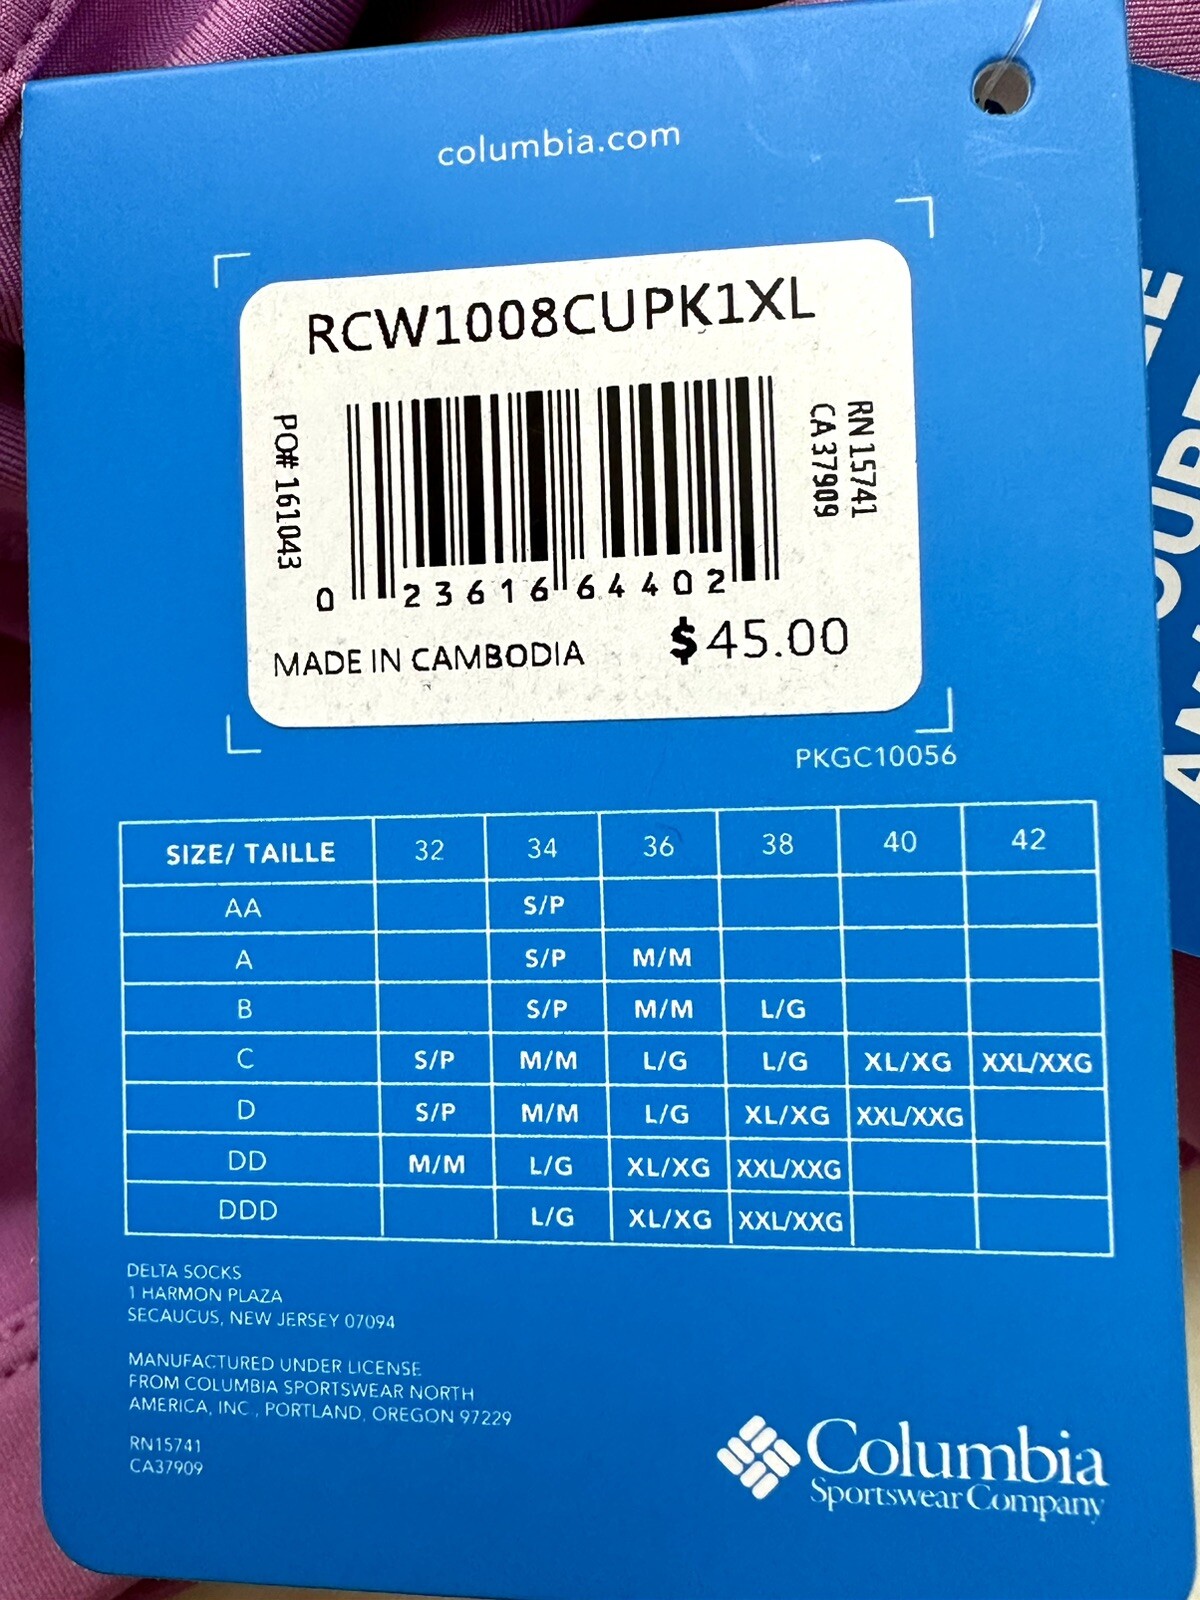 columbia.com
RCW1008CUPK1XL
PO# 161043
RN 15741
CA 37909
0 23616 64402
MADE IN CAMBODIA
$45.00
PKGC10056
SIZE/ TAILLE 32 34 36 38 40 42
AA S/P
A S/P M/M
B S/P M/M L/G
C S/P M/M L/G L/G XL/XG XXL/XXG
D S/P M/M L/G XL/XG XXL/XXG
DD M/M L/G XL/XG XXL/XXG
DDD L/G XL/XG XXL/XXG
DELTA SOCKS
1 HARMON PLAZA
SECAUCUS, NEW JERSEY 07094
MANUFACTURED UNDER LICENSE
FROM COLUMBIA SPORTSWEAR NORTH
AMERICA, INC., PORTLAND, OREGON 97229
RN15741
CA37909
Columbia
Sportswear Company